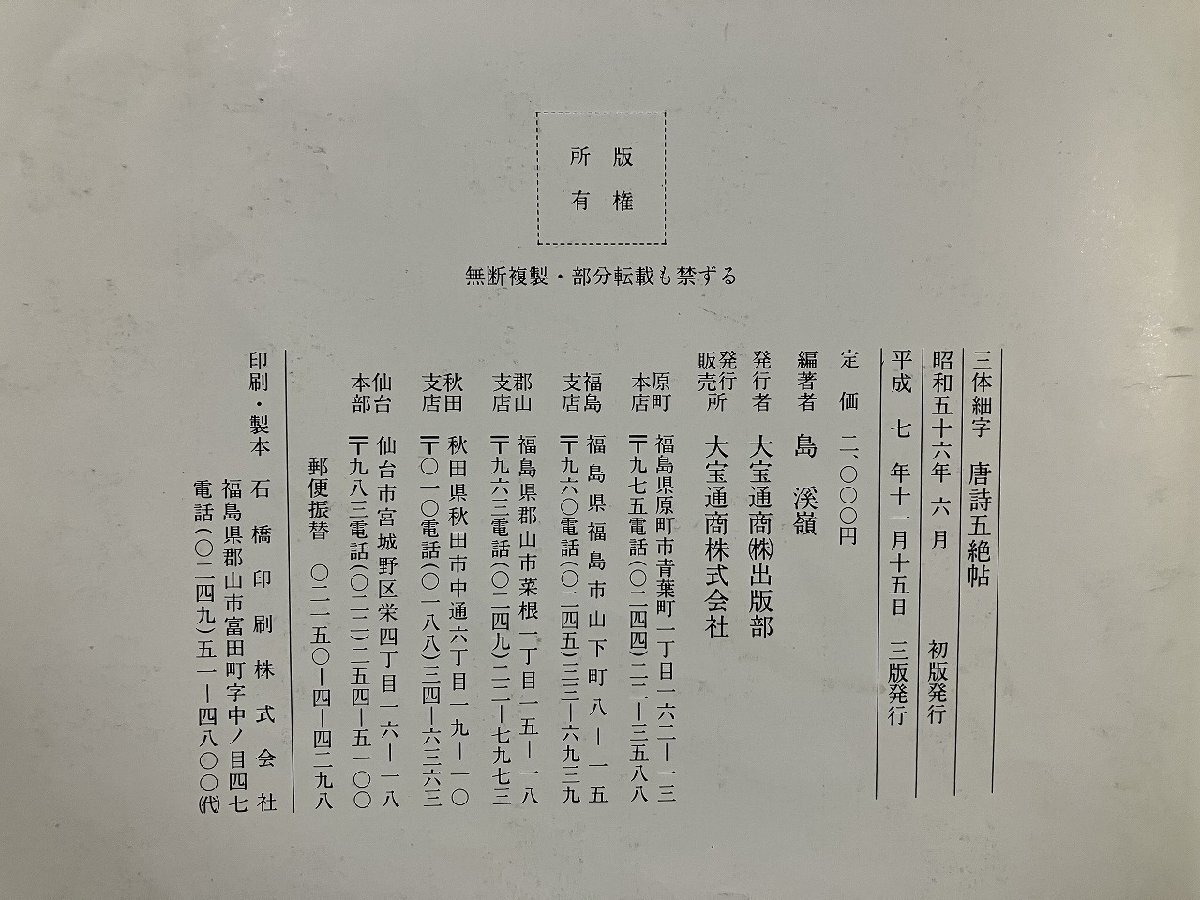 版権
所有
無断複製・部分転載も禁ずる
三体細字 唐詩五絶帖
昭和五十六年 六 月 初版発行
平成 七 年十一月十五日 三版発行
定 価 二、〇〇〇円
編著者 島 溪嶺
発行者 大宝通商㈱出版部
発行所
販売所 大宝通商株式会社
原町
本店 福島県原町市青葉町二丁目一六二―一三
〒九七五電話(〇二四四)二二―三五八八
福島
支店 福島県福島市山下町八―一五
〒九六〇電話(〇二四五)三三―六九三九
郡山
支店 福島県郡山市菜根一丁目一五―一八
〒九六三電話(〇二四九)二二―七九七三
秋田
支店 秋田県秋田市中通六丁目一九―一〇
〒〇一〇電話(〇一八八)三四―六三六三
仙台
本部 仙台市宮城野区栄四丁目一六―一八
〒九八三電話(〇二二)二五四―五一〇〇
郵便振替 〇二一五〇―四―四二九八
印刷・製本 石橋印刷株式会社
福島県郡山市富田町字中ノ目四七
電話(〇二四九)五一―四八〇〇㈹